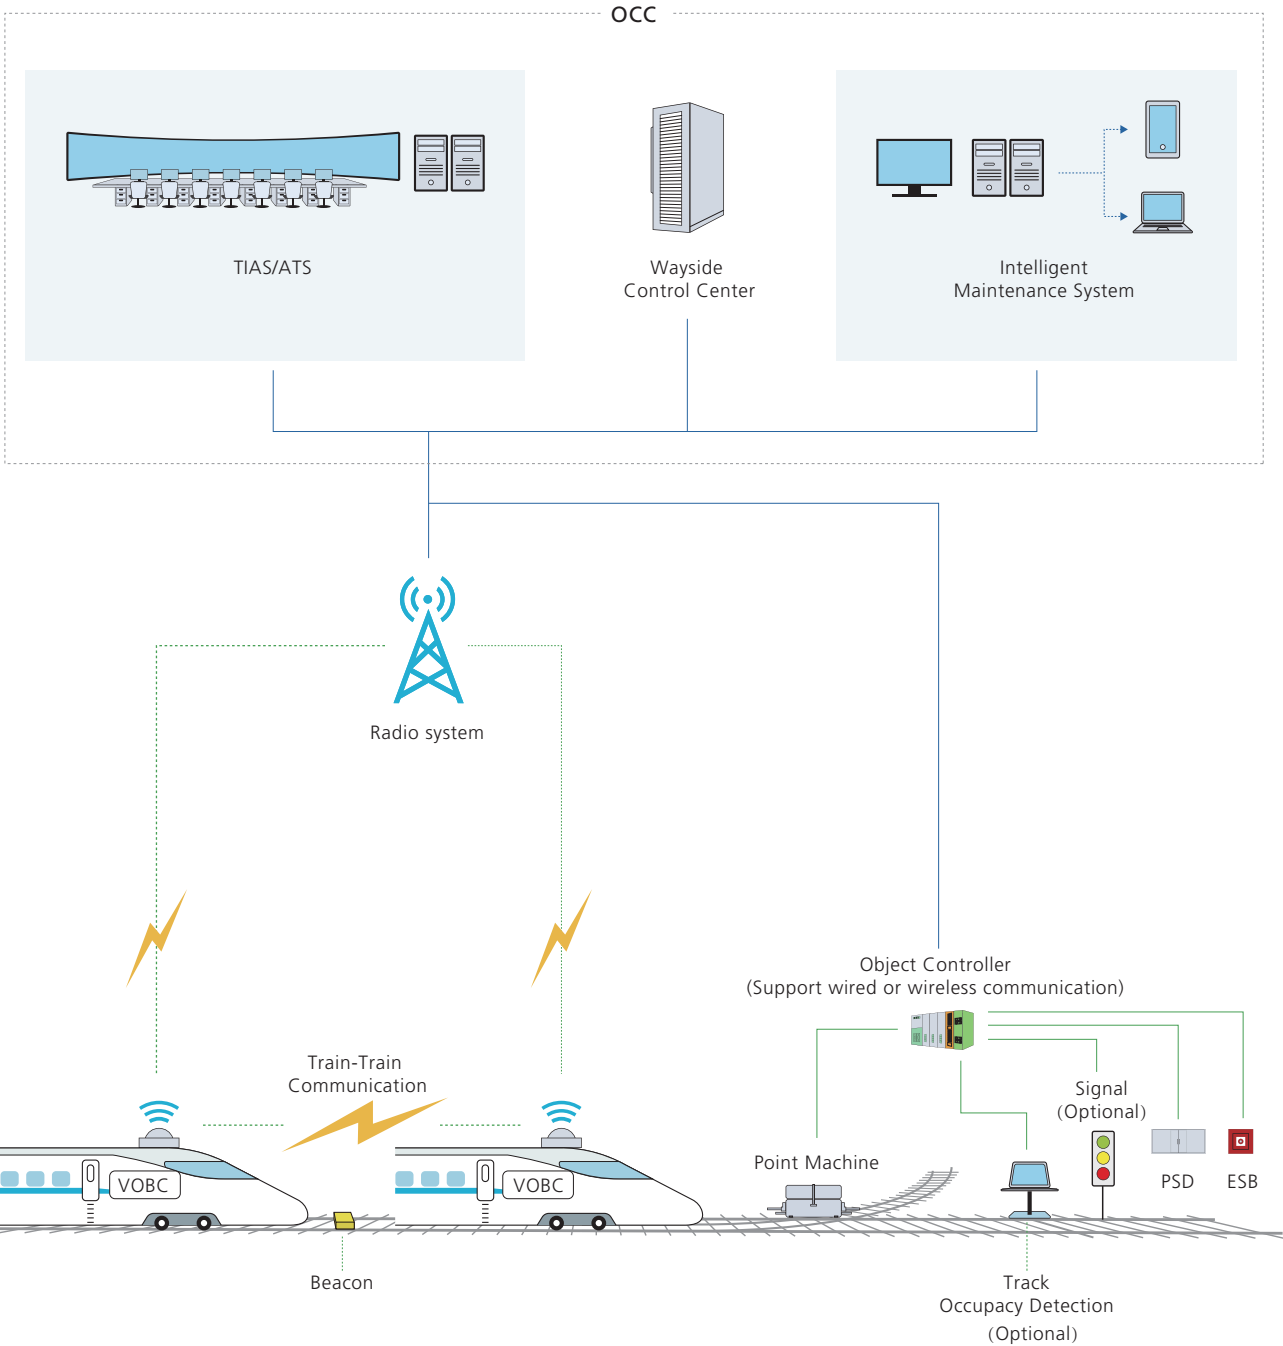 OCC
TIAS/ATS
Wayside
Control Center
Intelligent
Maintenance System
Radio system
Object Controller
(Support wired or wireless communication)
Train-Train
Communication
Signal
(Optional)
VOBC
VOBC
Point Machine
PSD
ESB
Beacon
Track
Occupacy Detection
(Optional)